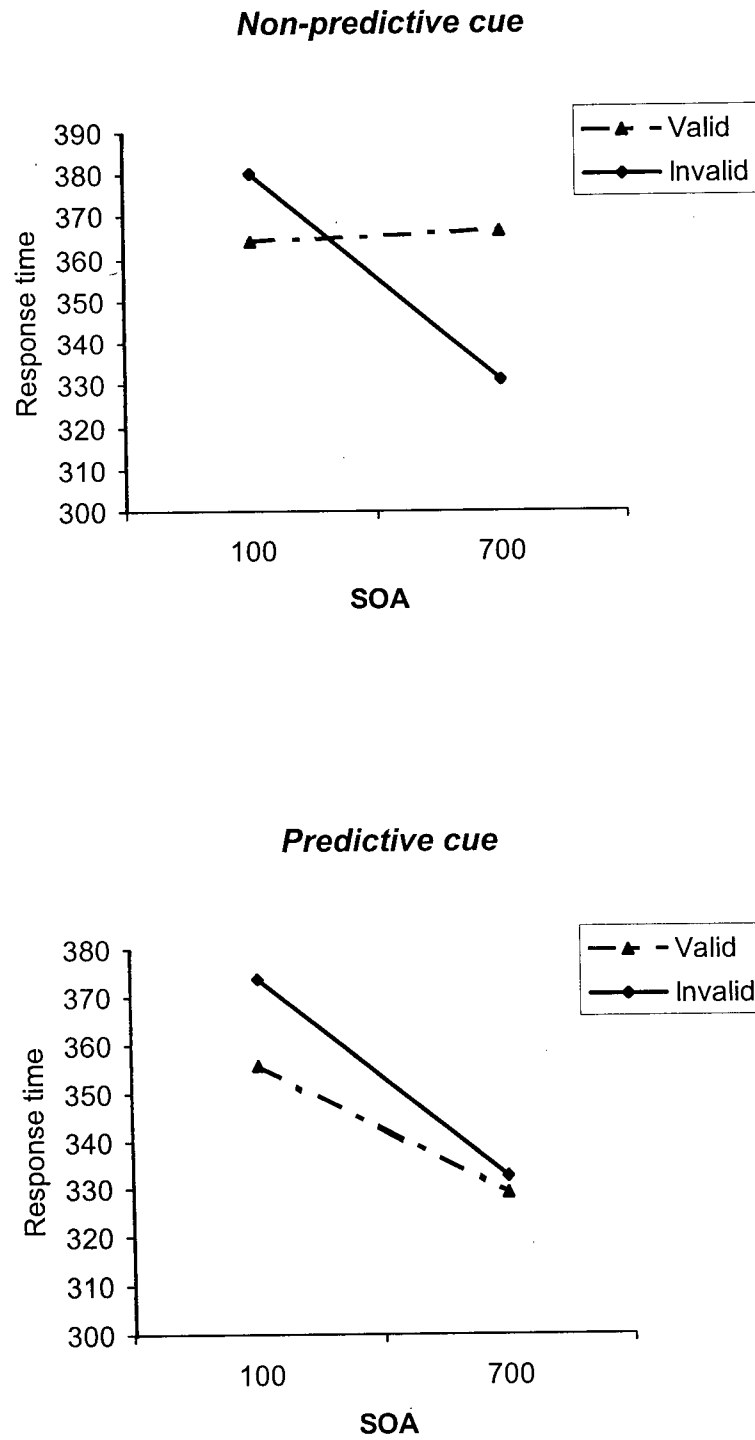 Non-predictive cue
Valid
Invalid
390
380
370
360
350
340
330
320
310
300
Response time
100 700
SOA
Predictive cue
Valid
Invalid
380
370
360
350
340
330
320
310
300
Response time
100 700
SOA